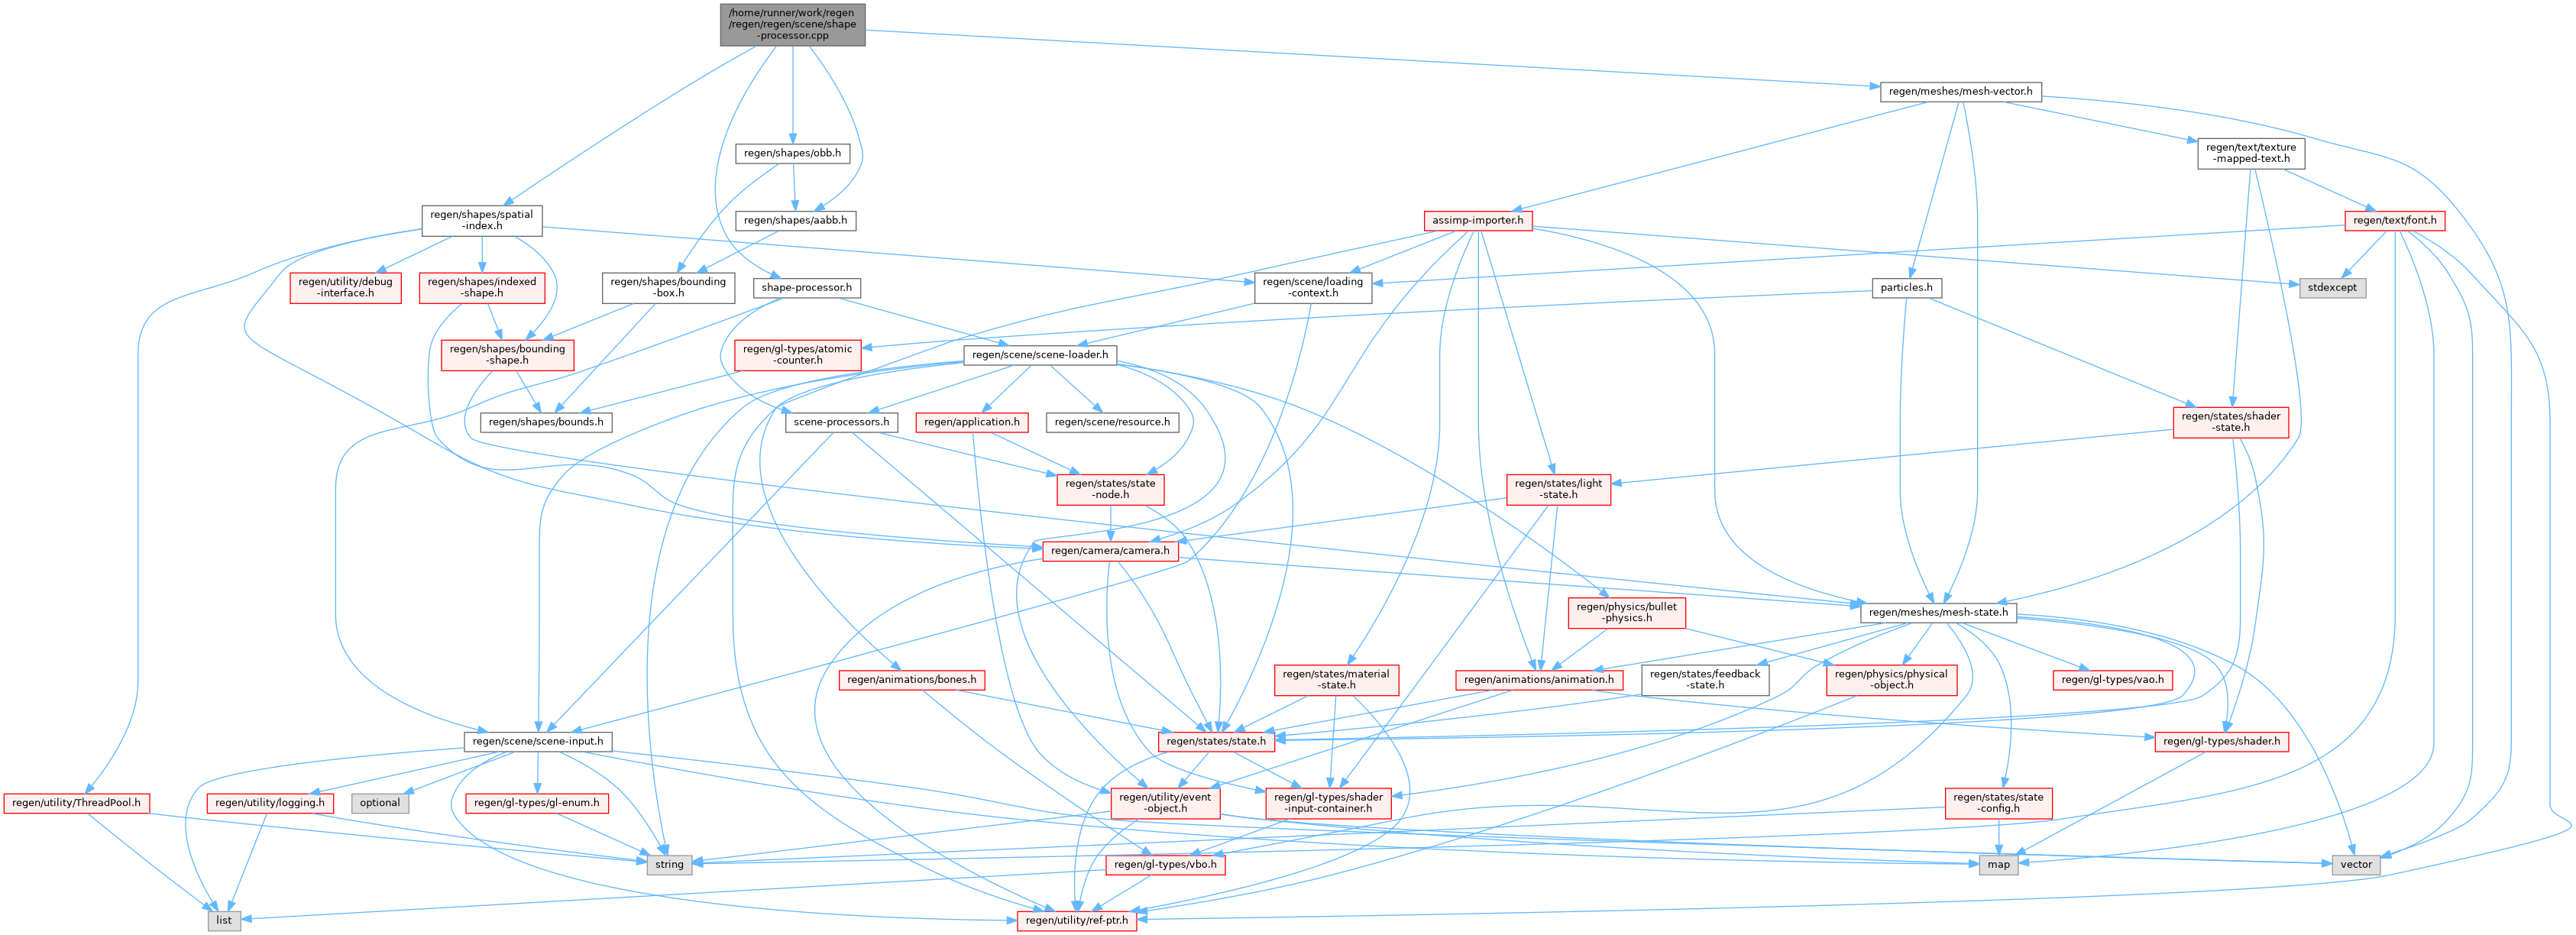 /home/runner/work/regen
/regen/regen/scene/shape
-processor.cpp
regen/meshes/mesh-vector.h
regen/shapes/obb.h
regen/text/texture
-mapped-text.h
regen/shapes/spatial
-index.h
regen/shapes/aabb.h
assimp-importer.h
regen/text/font.h
regen/utility/debug
-interface.h
regen/shapes/indexed
-shape.h
regen/shapes/bounding
-box.h
shape-processor.h
regen/scene/loading
-context.h
particles.h
stdexcept
regen/shapes/bounding
-shape.h
regen/gl-types/atomic
-counter.h
regen/scene/scene-loader.h
regen/shapes/bounds.h
scene-processors.h
regen/application.h
regen/scene/resource.h
regen/states/shader
-state.h
regen/states/state
-node.h
regen/states/light
-state.h
regen/camera/camera.h
regen/physics/bullet
-physics.h
regen/meshes/mesh-state.h
regen/animations/bones.h
regen/states/material
-state.h
regen/animations/animation.h
regen/states/feedback
-state.h
regen/physics/physical
-object.h
regen/gl-types/vao.h
regen/scene/scene-input.h
regen/states/state.h
regen/gl-types/shader.h
regen/utility/ThreadPool.h
regen/utility/logging.h
optional
regen/gl-types/gl-enum.h
regen/utility/event
-object.h
regen/gl-types/shader
-input-container.h
regen/states/state
-config.h
string
regen/gl-types/vbo.h
map
vector
list
regen/utility/ref-ptr.h